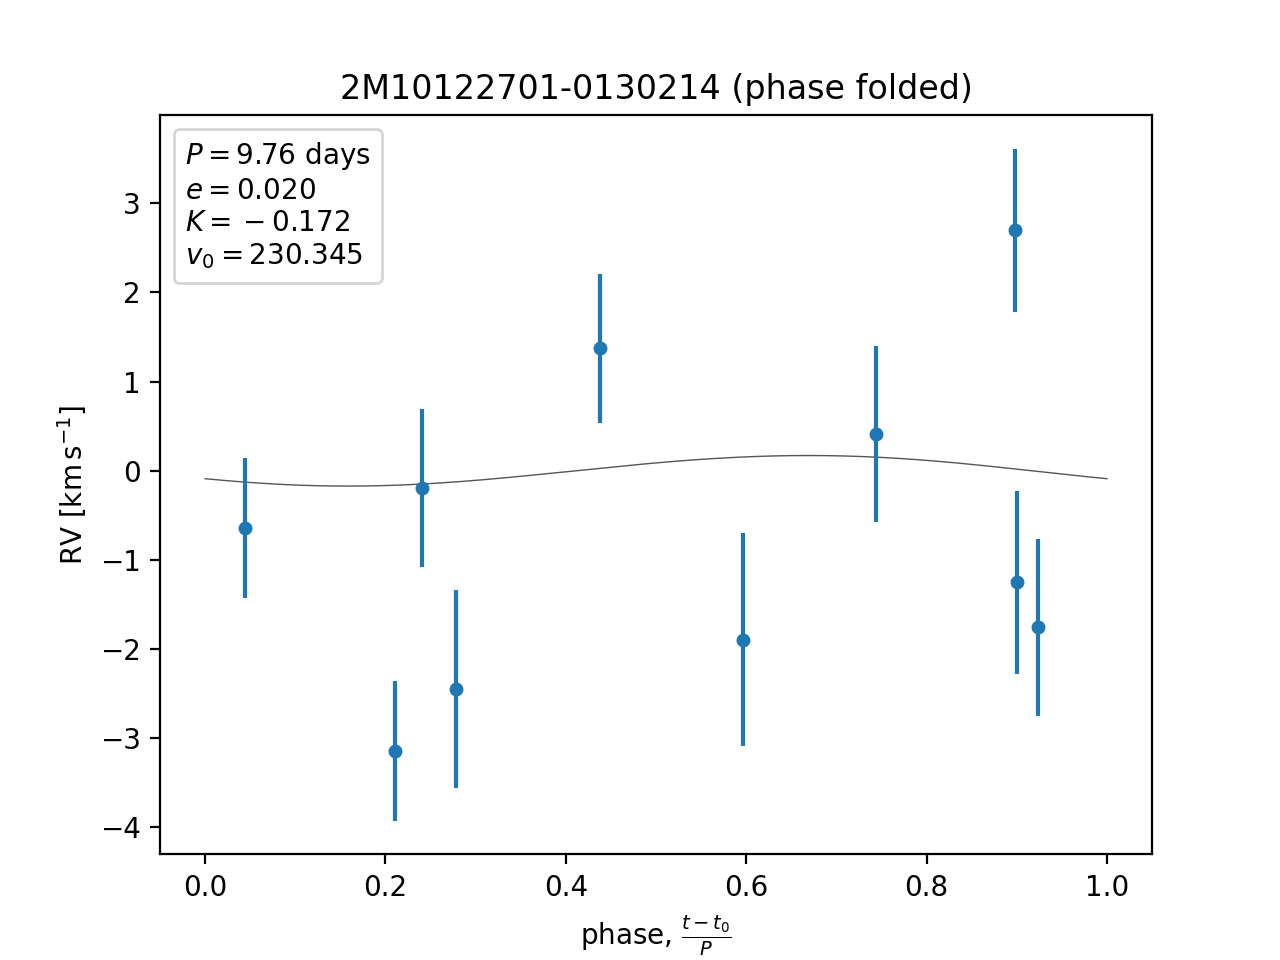 2M10122701-0130214 (phase folded)
P = 9.76 days
e = 0.020
K = −0.172
v₀ = 230.345
3
2
1
0
−1
−2
−3
−4
RV [km s⁻¹]
0.0 0.2 0.4 0.6 0.8 1.0
phase, (t − t₀)/P